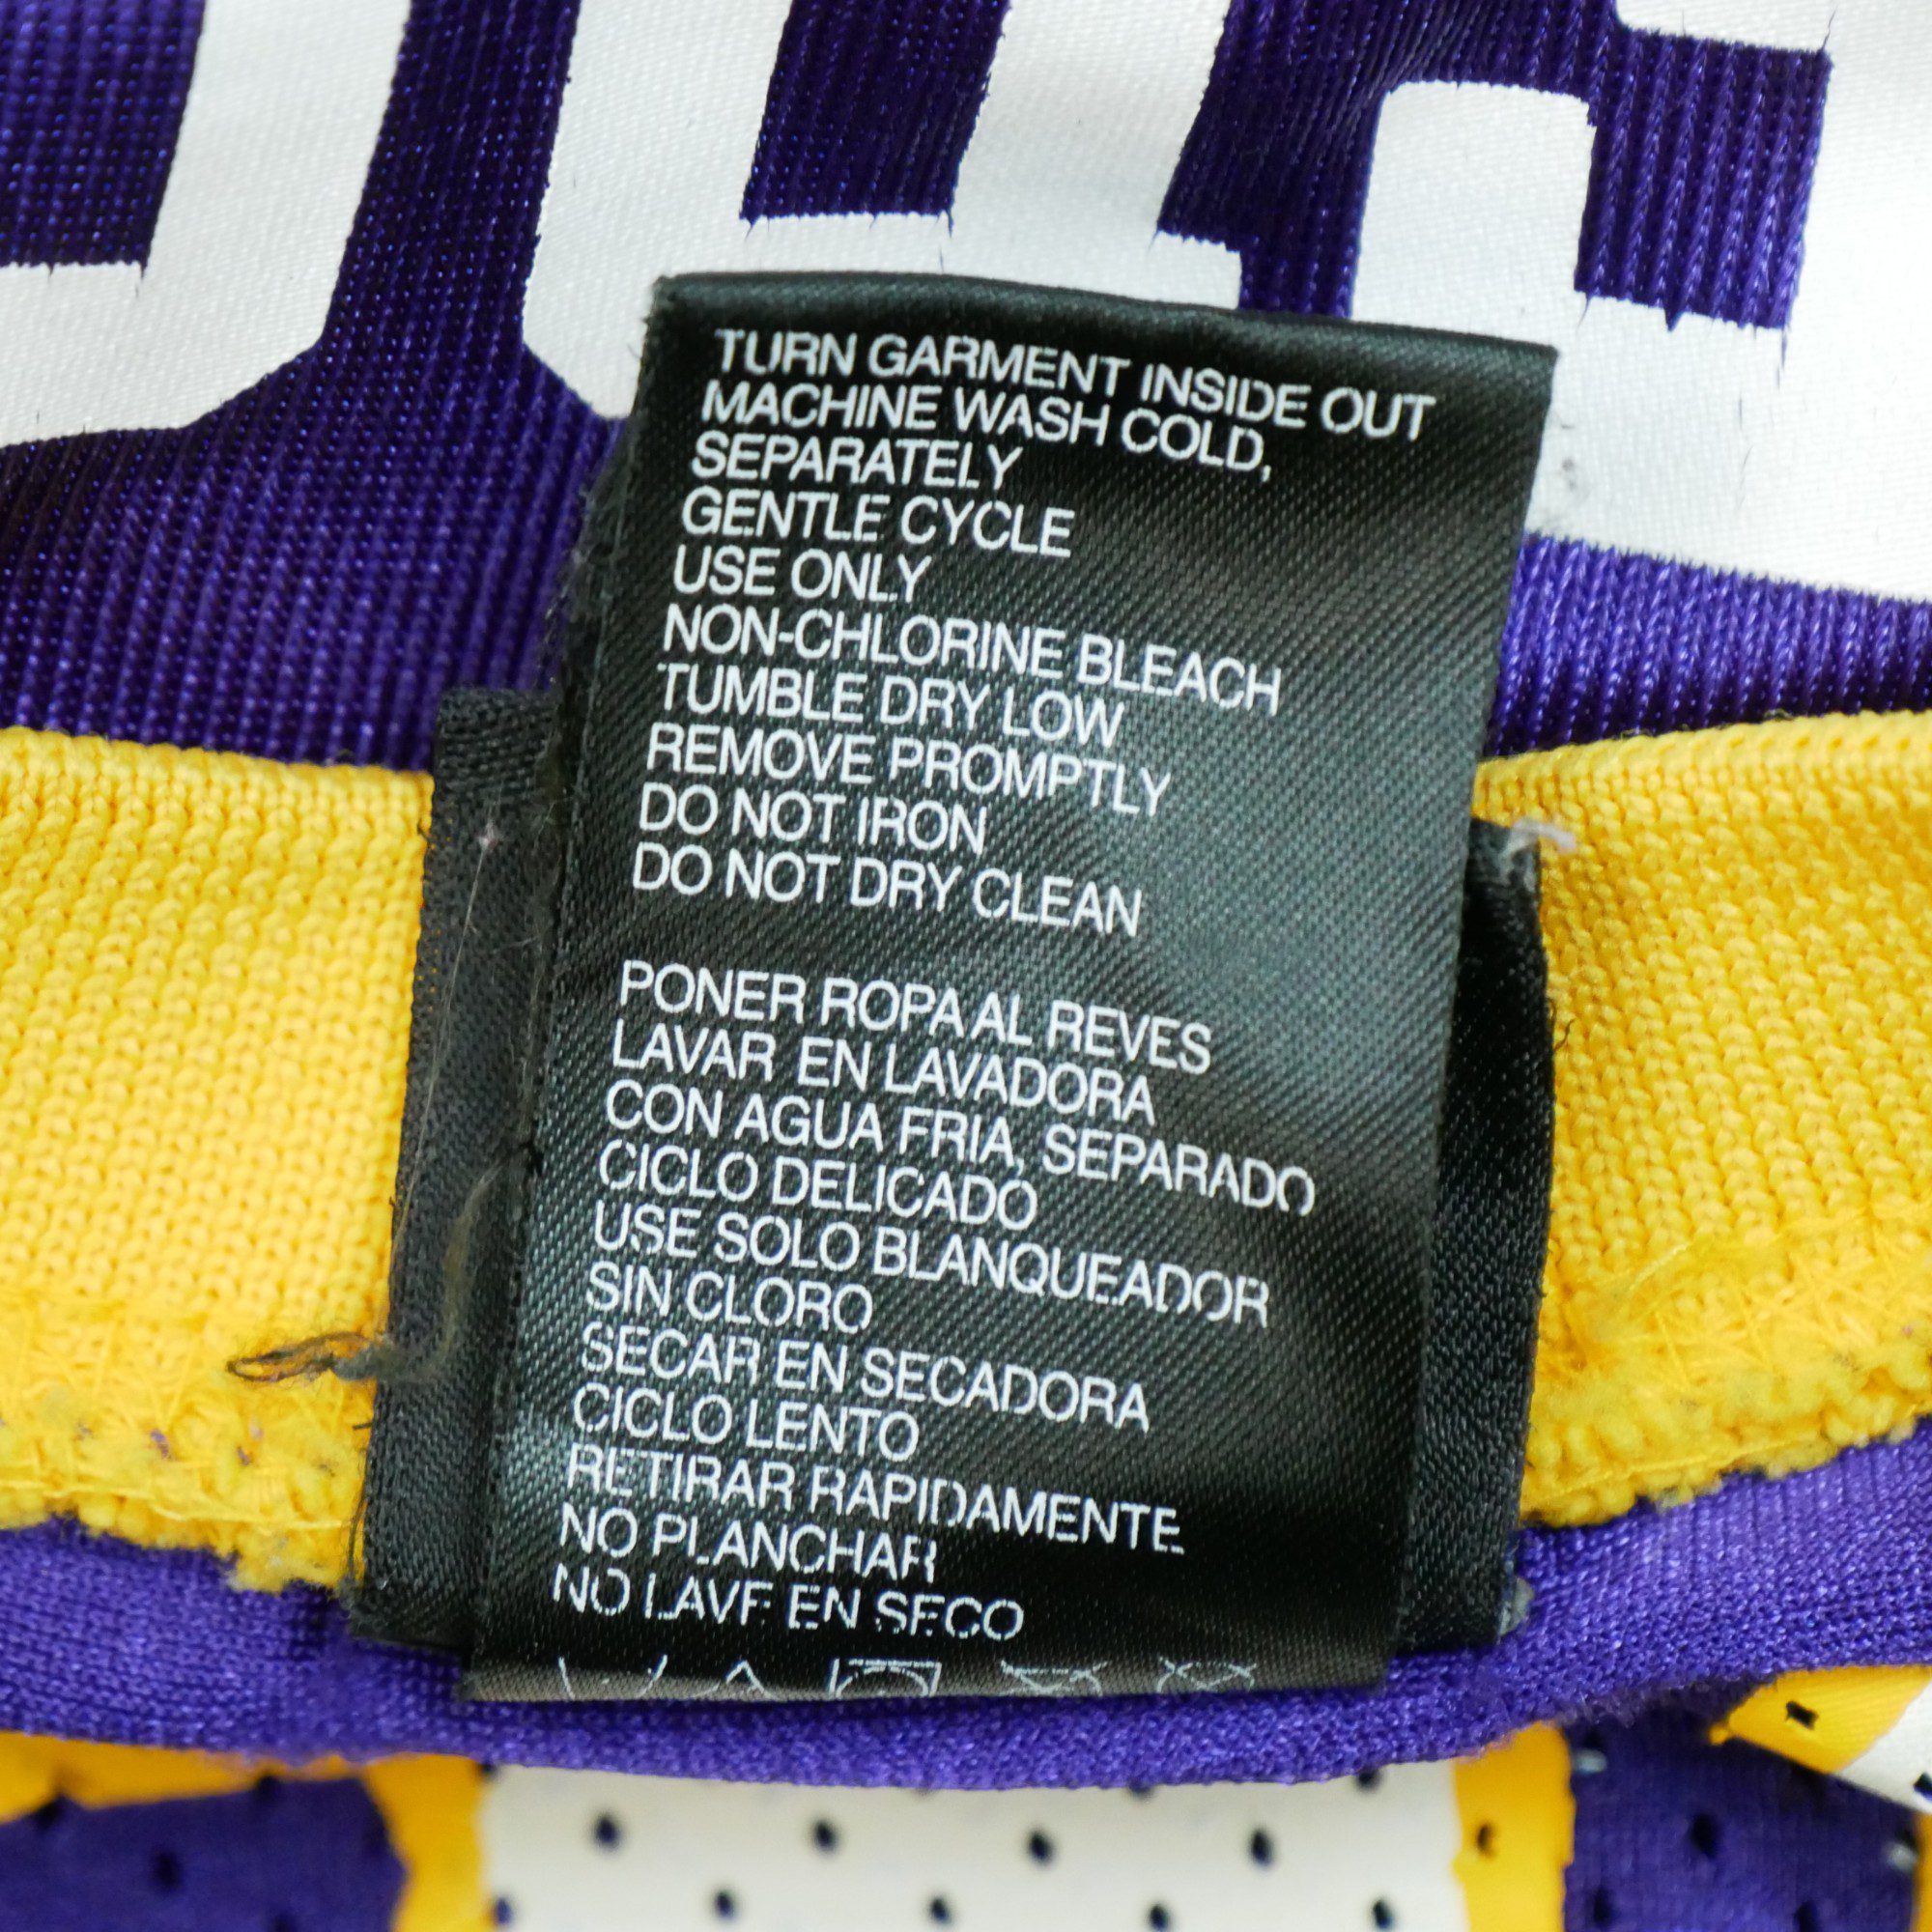 TURN GARMENT INSIDE OUT
MACHINE WASH COLD,
SEPARATELY
GENTLE CYCLE
USE ONLY
NON-CHLORINE BLEACH
TUMBLE DRY LOW
REMOVE PROMPTLY
DO NOT IRON
DO NOT DRY CLEAN
PONER ROPA AL REVES
LAVAR EN LAVADORA
CON AGUA FRIA, SEPARADO
CICLO DELICADO
USE SOLO BLANQUEADOR
SIN CLORO
SECAR EN SECADORA
CICLO LENTO
RETIRAR RAPIDAMENTE
NO PLANCHAR
NO LAVE EN SECO